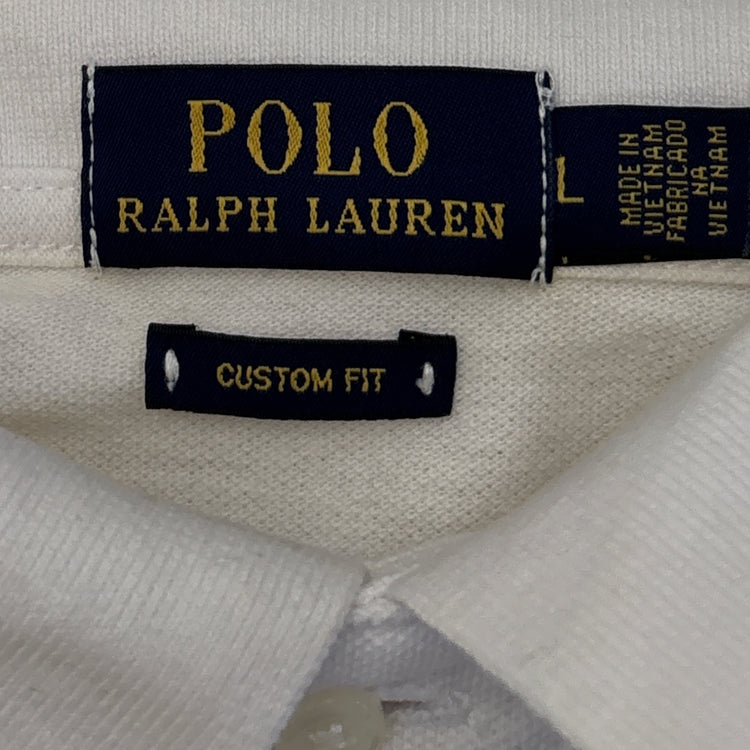 POLO
RALPH LAUREN
L
MADE IN
VIETNAM
FABRICADO
NA
VIETNAM
CUSTOM FIT